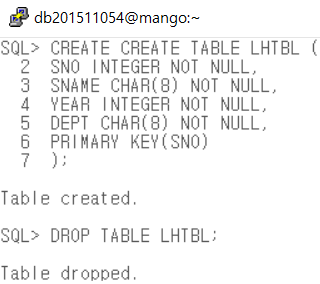 db201511054@mango:~
SQL> CREATE CREATE TABLE LHTBL (
2 SNO INTEGER NOT NULL,
3 SNAME CHAR(8) NOT NULL,
4 YEAR INTEGER NOT NULL,
5 DEPT CHAR(8) NOT NULL,
6 PRIMARY KEY(SNO)
7 );
Table created.
SQL> DROP TABLE LHTBL;
Table dropped.